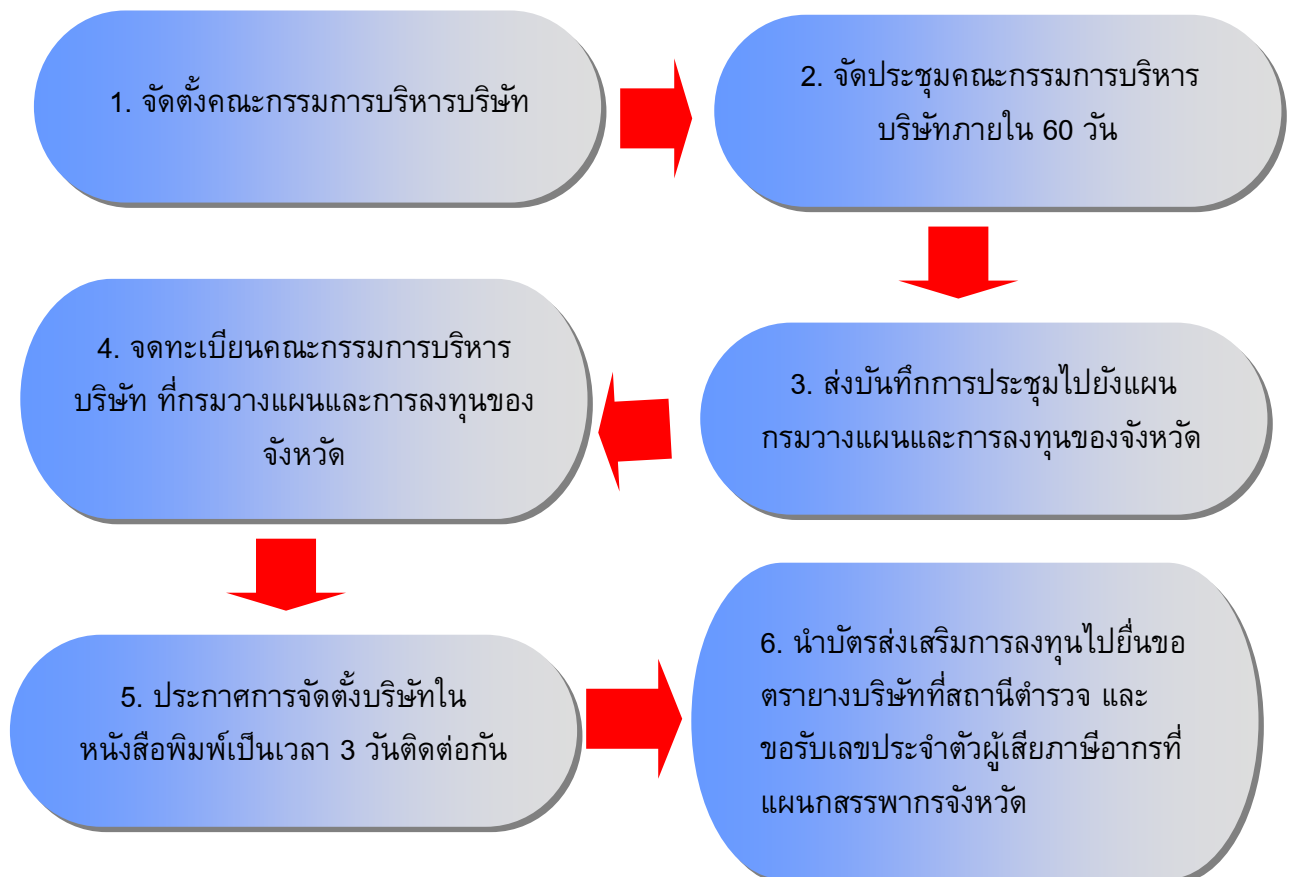 1. จัดตั้งคณะกรรมการบริหารบริษัท
2. จัดประชุมคณะกรรมการบริหาร
บริษัทภายใน 60 วัน
3. ส่งบันทึกการประชุมไปยังแผน
กรมวางแผนและการลงทุนของจังหวัด
4. จดทะเบียนคณะกรรมการบริหาร
บริษัท ที่กรมวางแผนและการลงทุนของ
จังหวัด
5. ประกาศการจัดตั้งบริษัทใน
หนังสือพิมพ์เป็นเวลา 3 วันติดต่อกัน
6. นำบัตรส่งเสริมการลงทุนไปยื่นขอ
ตรายางบริษัทที่สถานีตำรวจ และ
ขอรับเลขประจำตัวผู้เสียภาษีอากรที่
แผนกสรรพากรจังหวัด